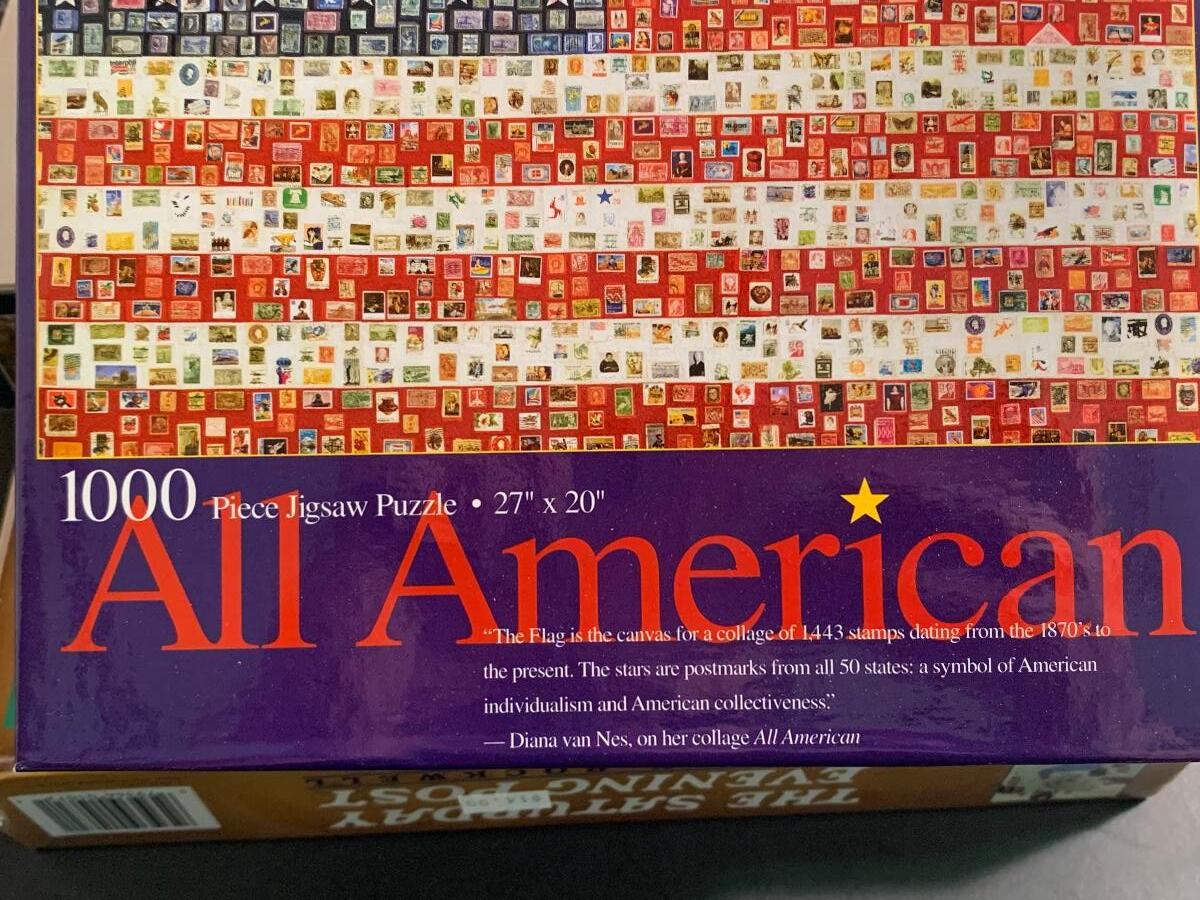 1000 Piece Jigsaw Puzzle • 27" x 20"
All American
“The Flag is the canvas for a collage of 1,443 stamps dating from the 1870’s to
the present. The stars are postmarks from all 50 states: a symbol of American
individualism and American collectiveness.”
— Diana van Nes, on her collage All American
ROCKWELL
THE SATURDAY
EVENING POST